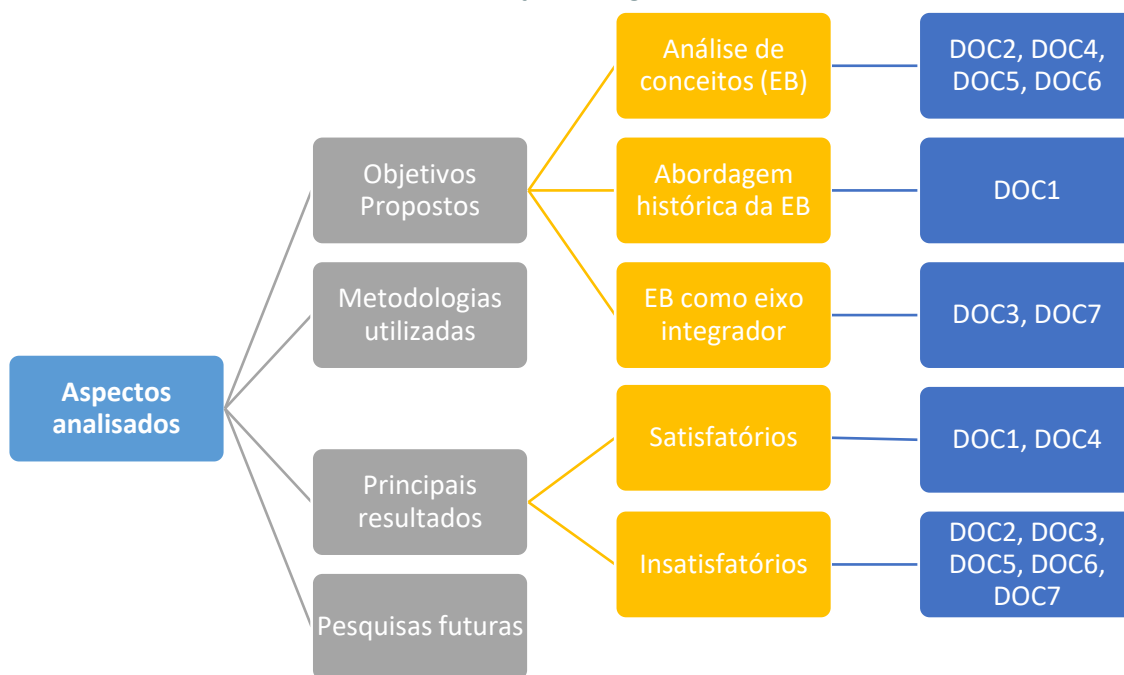 Aspectos
analisados
Objetivos
Propostos
Análise de
conceitos (EB)
DOC2, DOC4,
DOC5, DOC6
Abordagem
histórica da EB
DOC1
EB como eixo
integrador
DOC3, DOC7
Metodologias
utilizadas
Principais
resultados
Satisfatórios
DOC1, DOC4
Insatisfatórios
DOC2, DOC3,
DOC5, DOC6,
DOC7
Pesquisas futuras